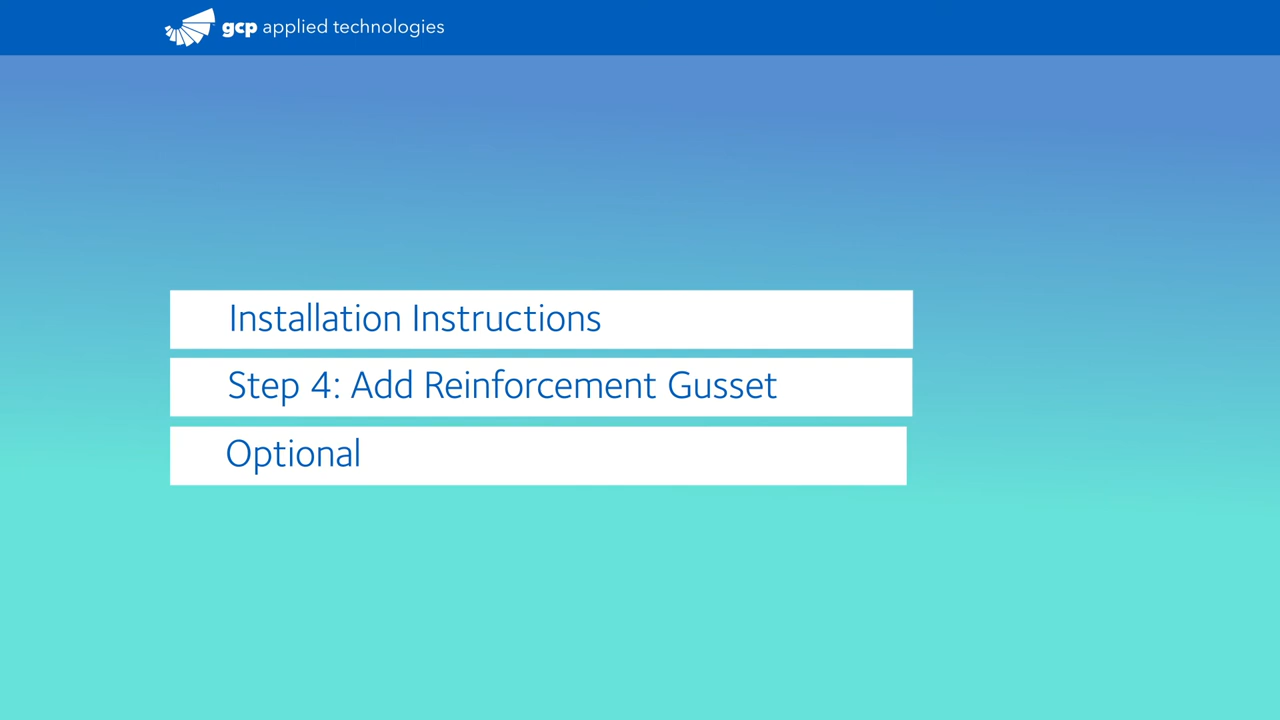 gcp applied technologies
Installation Instructions
Step 4: Add Reinforcement Gusset
Optional